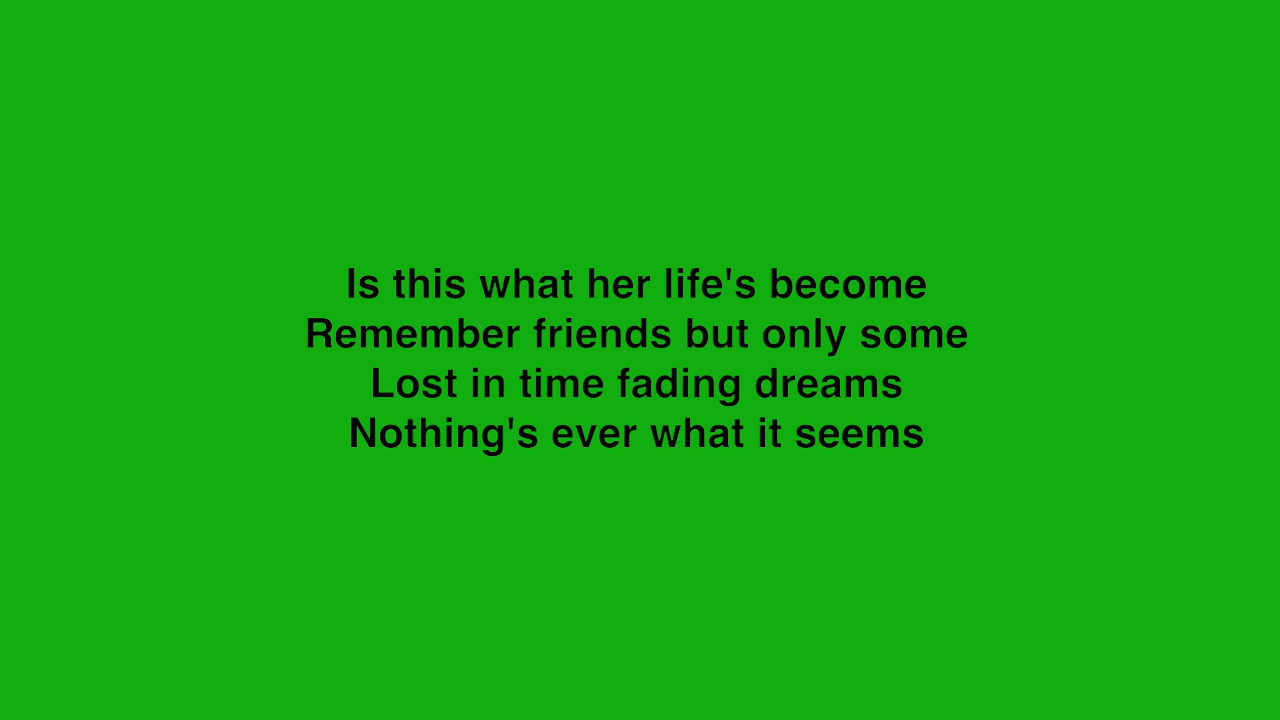 Is this what her life's become
Remember friends but only some
Lost in time fading dreams
Nothing's ever what it seems